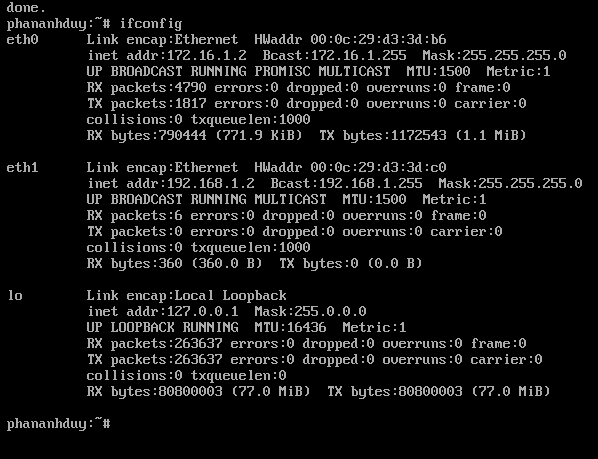 done.
phananhduy:~# ifconfig
eth0      Link encap:Ethernet  HWaddr 00:0c:29:d3:3d:b6
          inet addr:172.16.1.2  Bcast:172.16.1.255  Mask:255.255.255.0
          UP BROADCAST RUNNING PROMISC MULTICAST  MTU:1500  Metric:1
          RX packets:4790 errors:0 dropped:0 overruns:0 frame:0
          TX packets:1817 errors:0 dropped:0 overruns:0 carrier:0
          collisions:0 txqueuelen:1000
          RX bytes:790444 (771.9 KiB)  TX bytes:1172543 (1.1 MiB)
eth1      Link encap:Ethernet  HWaddr 00:0c:29:d3:3d:c0
          inet addr:192.168.1.2  Bcast:192.168.1.255  Mask:255.255.255.0
          UP BROADCAST RUNNING MULTICAST  MTU:1500  Metric:1
          RX packets:6 errors:0 dropped:0 overruns:0 frame:0
          TX packets:0 errors:0 dropped:0 overruns:0 carrier:0
          collisions:0 txqueuelen:1000
          RX bytes:360 (360.0 B)  TX bytes:0 (0.0 B)
lo        Link encap:Local Loopback
          inet addr:127.0.0.1  Mask:255.0.0.0
          UP LOOPBACK RUNNING  MTU:16436  Metric:1
          RX packets:263637 errors:0 dropped:0 overruns:0 frame:0
          TX packets:263637 errors:0 dropped:0 overruns:0 carrier:0
          collisions:0 txqueuelen:0
          RX bytes:80800003 (77.0 MiB)  TX bytes:80800003 (77.0 MiB)
phananhduy:~#